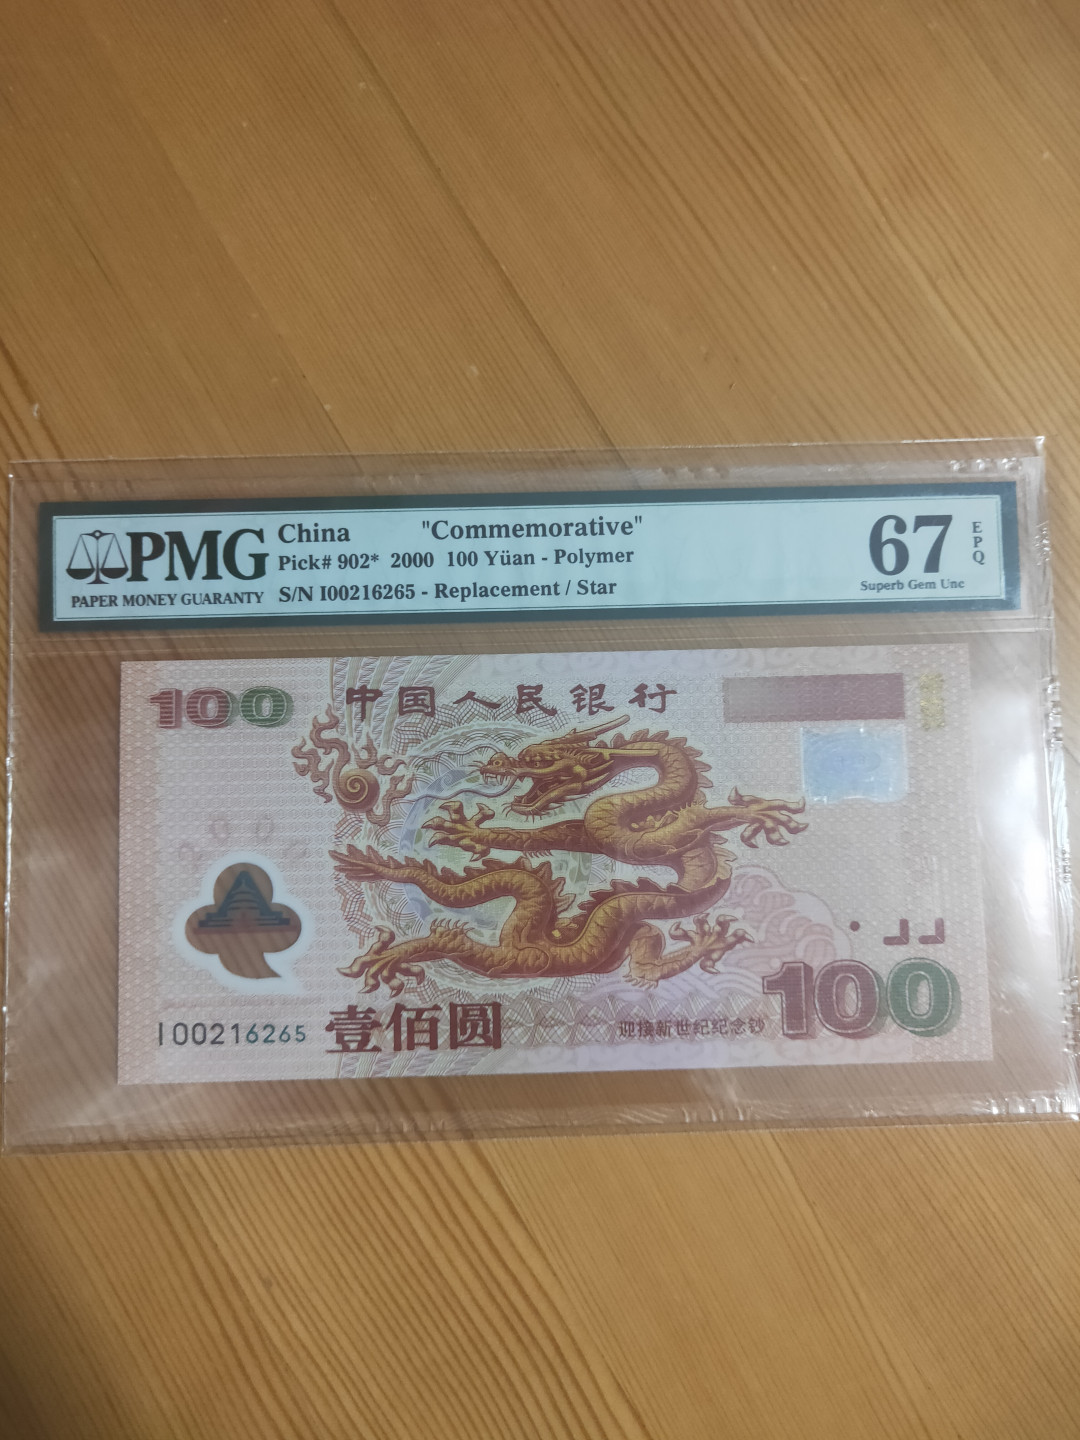 PMG
PAPER MONEY GUARANTY
China "Commemorative"
Pick# 902* 2000 100 Yüan - Polymer
S/N I00216265 - Replacement / Star
67
EPQ
Superb Gem Unc
100
中国人民银行
I00216265
壹佰圆
迎接新世纪纪念钞
100